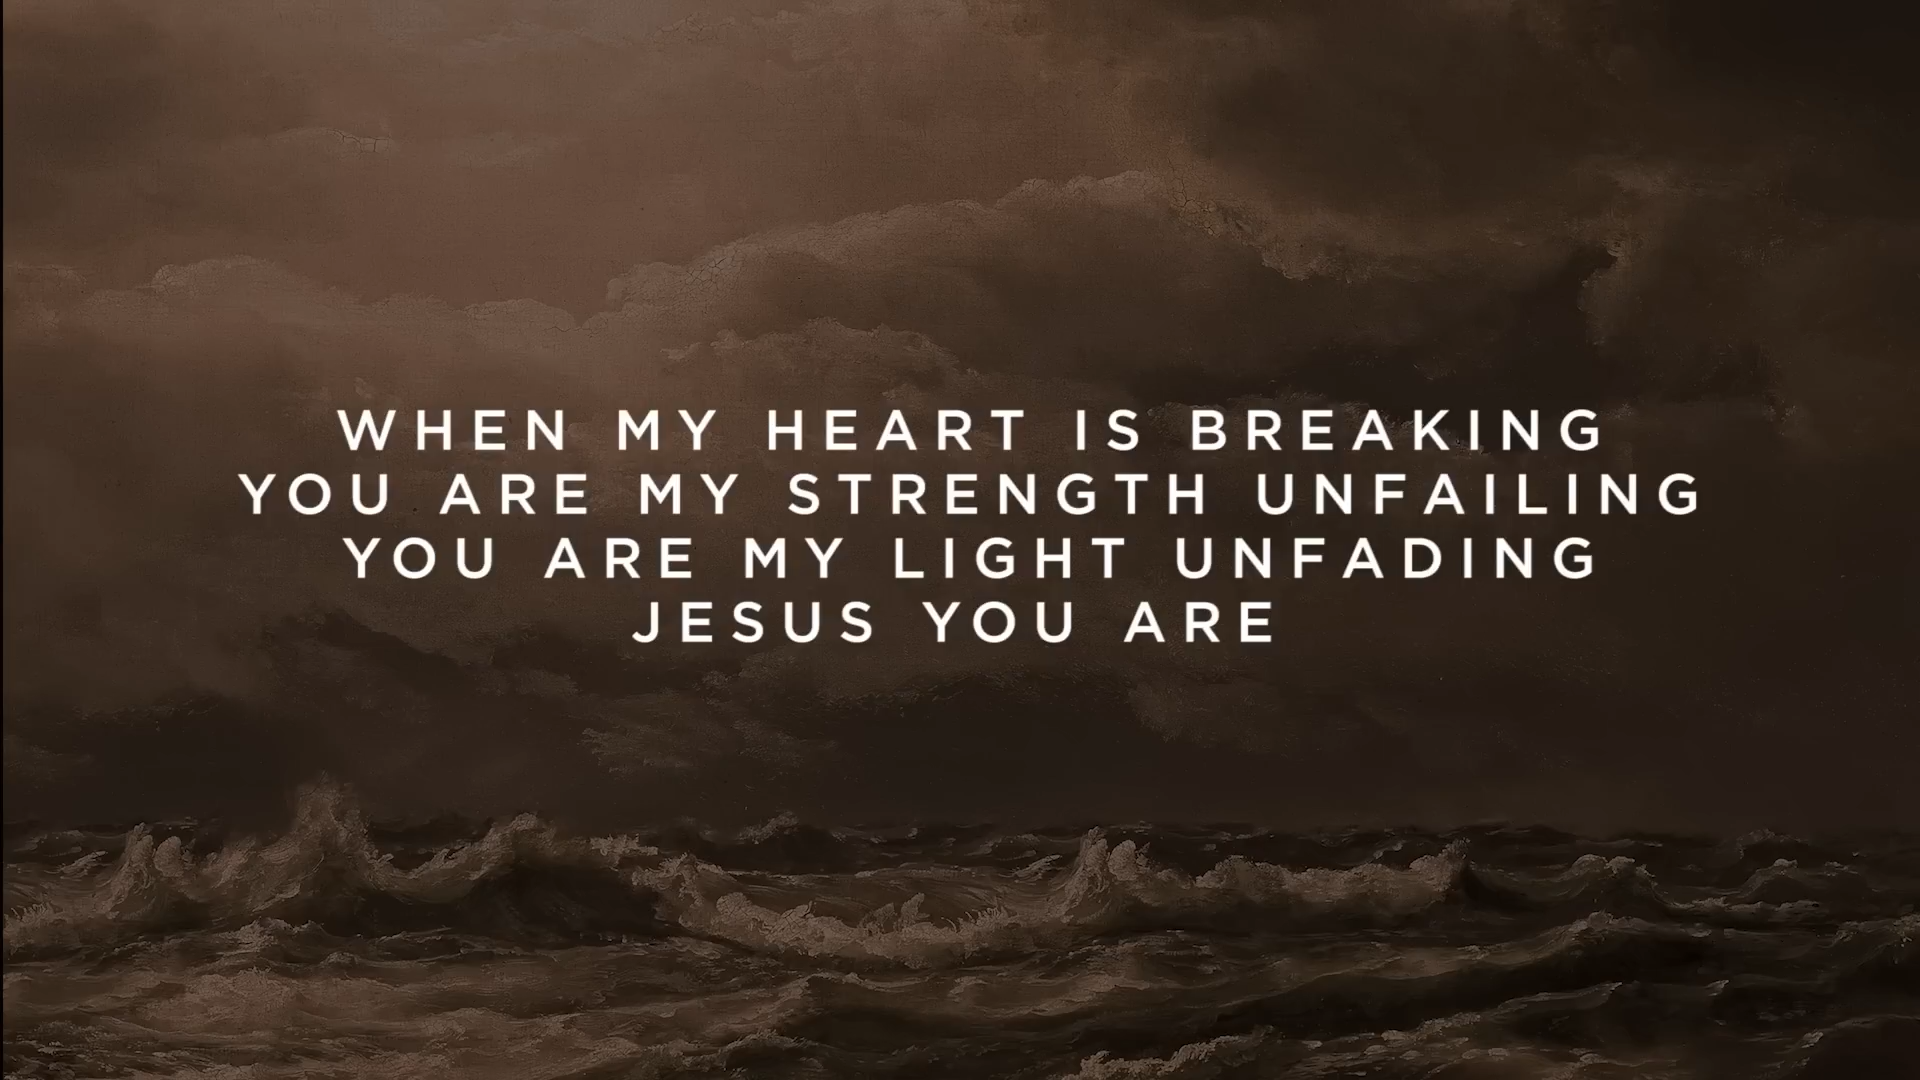 WHEN MY HEART IS BREAKING
YOU ARE MY STRENGTH UNFAILING
YOU ARE MY LIGHT UNFADING
JESUS YOU ARE